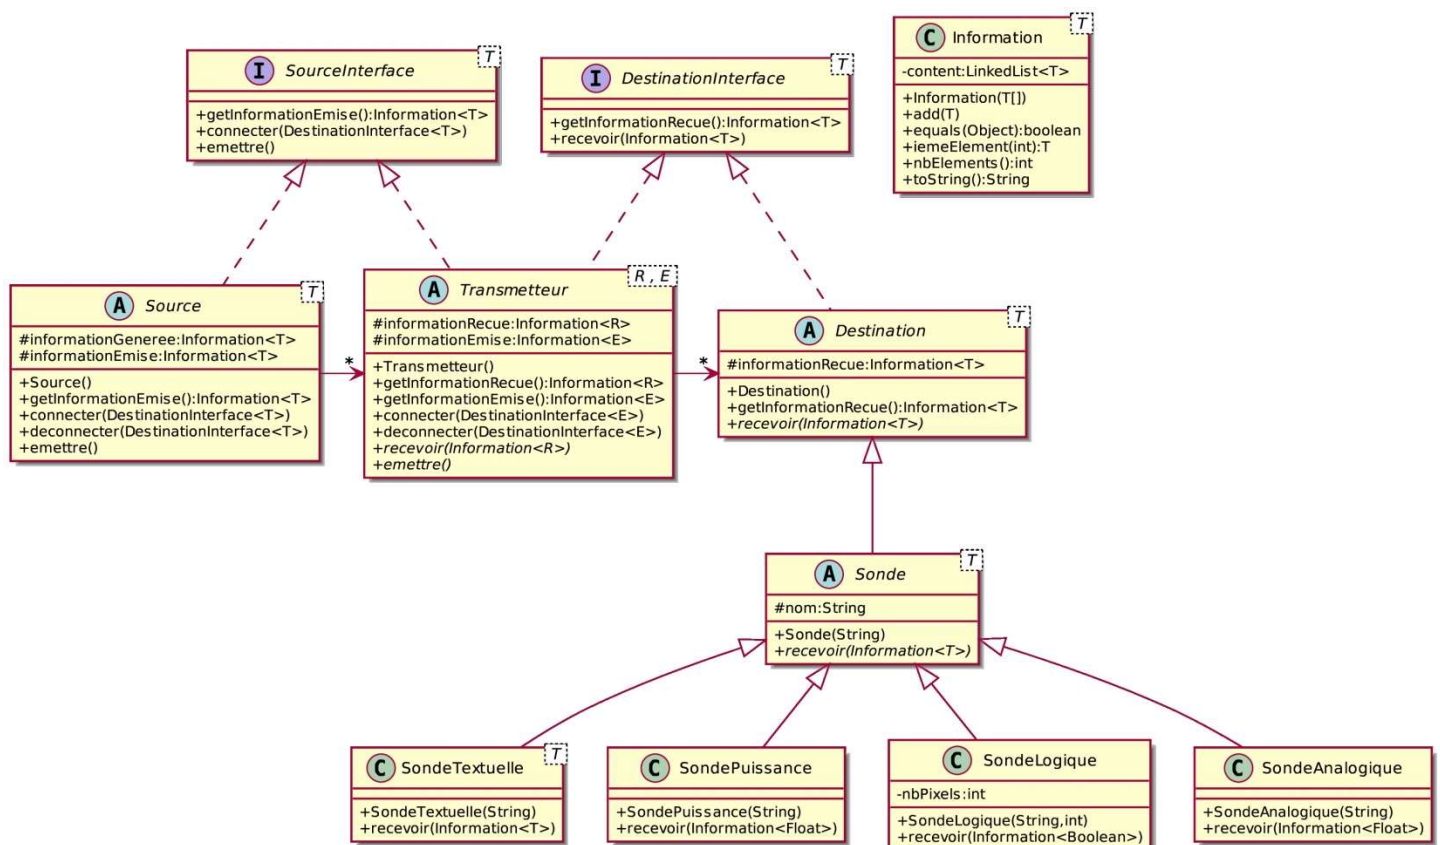 I SourceInterface
T
+getInformationEmise():Information<T>
+connecter(DestinationInterface<T>)
+emettre()
I DestinationInterface
T
+getInformationRecue():Information<T>
+recevoir(Information<T>)
C Information
T
-content:LinkedList<T>
+Information(T[])
+add(T)
+equals(Object):boolean
+iemeElement(int):T
+nbElements():int
+toString():String
A Source
T
#informationGeneree:Information<T>
#informationEmise:Information<T>
+Source()
+getInformationEmise():Information<T>
+connecter(DestinationInterface<T>)
+deconnecter(DestinationInterface<T>)
+emettre()
*
A Transmetteur
R , E
#informationRecue:Information<R>
#informationEmise:Information<E>
+Transmetteur()
+getInformationRecue():Information<R>
+getInformationEmise():Information<E>
+connecter(DestinationInterface<E>)
+deconnecter(DestinationInterface<E>)
+recevoir(Information<R>)
+emettre()
*
A Destination
T
#informationRecue:Information<T>
+Destination()
+getInformationRecue():Information<T>
+recevoir(Information<T>)
A Sonde
T
#nom:String
+Sonde(String)
+recevoir(Information<T>)
C SondeTextuelle
T
+SondeTextuelle(String)
+recevoir(Information<T>)
C SondePuissance
+SondePuissance(String)
+recevoir(Information<Float>)
C SondeLogique
-nbPixels:int
+SondeLogique(String,int)
+recevoir(Information<Boolean>)
C SondeAnalogique
+SondeAnalogique(String)
+recevoir(Information<Float>)